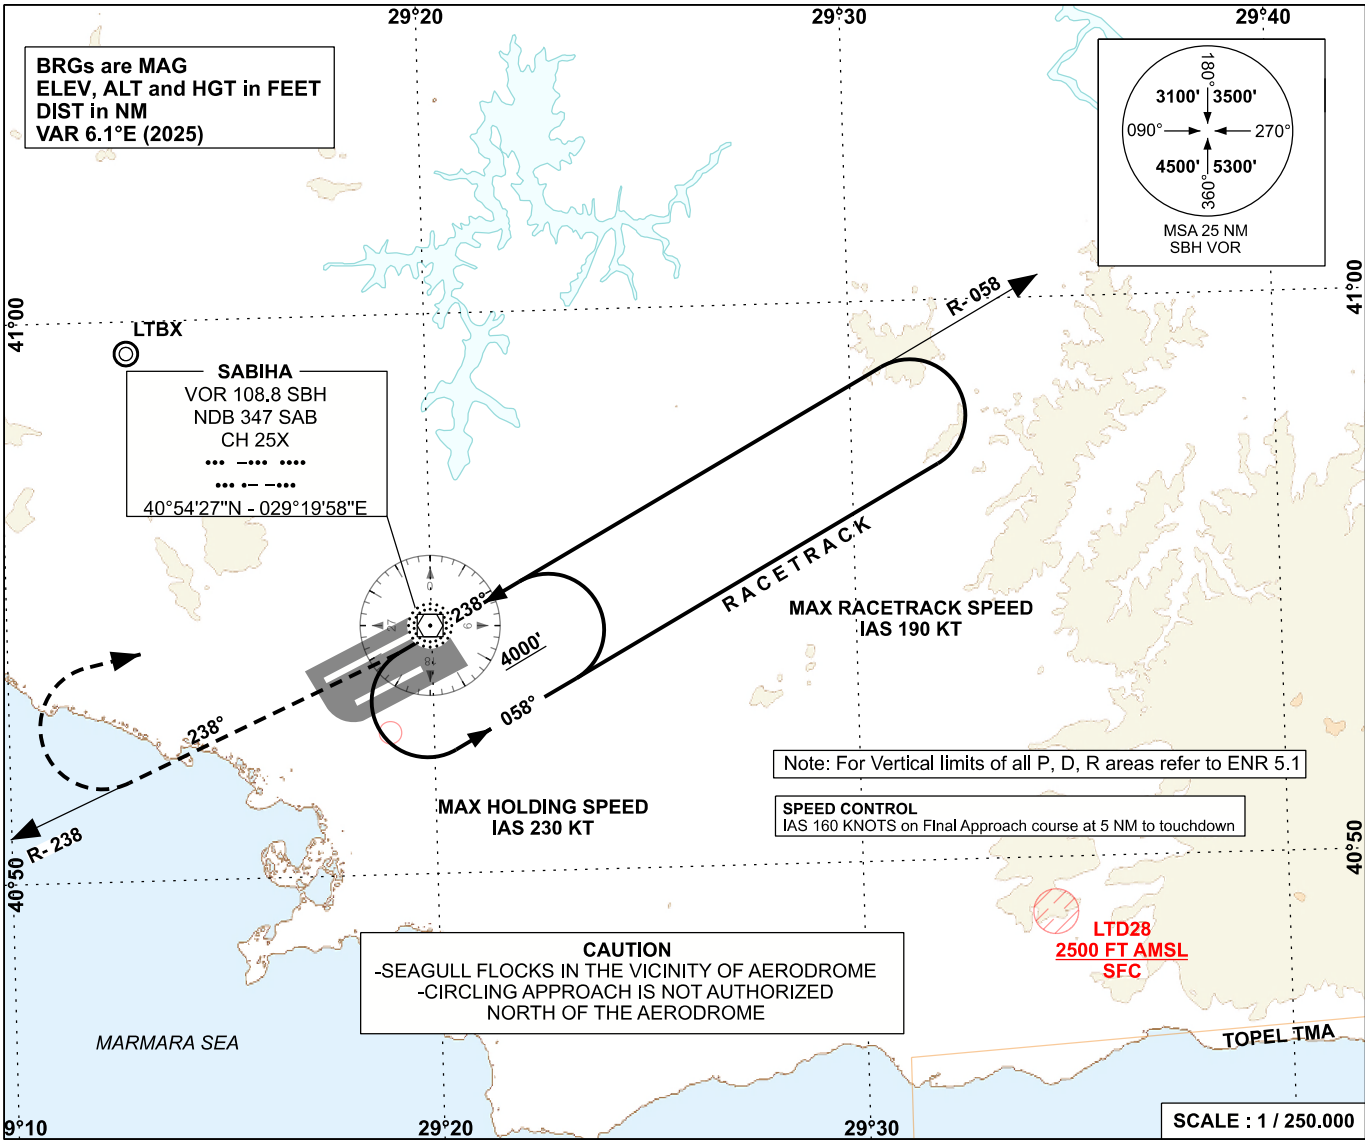 29°20
29°30
29°40
BRGs are MAG
ELEV, ALT and HGT in FEET
DIST in NM
VAR 6.1°E (2025)
180°
3100' 3500'
090° 270°
4500' 5300'
360°
MSA 25 NM
SBH VOR
41°00
41°00
R- 058
LTBX
SABIHA
VOR 108.8 SBH
NDB 347 SAB
CH 25X
40°54'27"N - 029°19'58"E
0
27
9
18
238°
4000'
058°
RACETRACK
MAX RACETRACK SPEED
IAS 190 KT
238°
R- 238
MAX HOLDING SPEED
IAS 230 KT
Note: For Vertical limits of all P, D, R areas refer to ENR 5.1
SPEED CONTROL
IAS 160 KNOTS on FInal Approach course at 5 NM to touchdown
40°50
40°50
LTD28
2500 FT AMSL
SFC
CAUTION
-SEAGULL FLOCKS IN THE VICINITY OF AERODROME
-CIRCLING APPROACH IS NOT AUTHORIZED
NORTH OF THE AERODROME
MARMARA SEA
TOPEL TMA
9°10
29°20
29°30
SCALE : 1 / 250.000